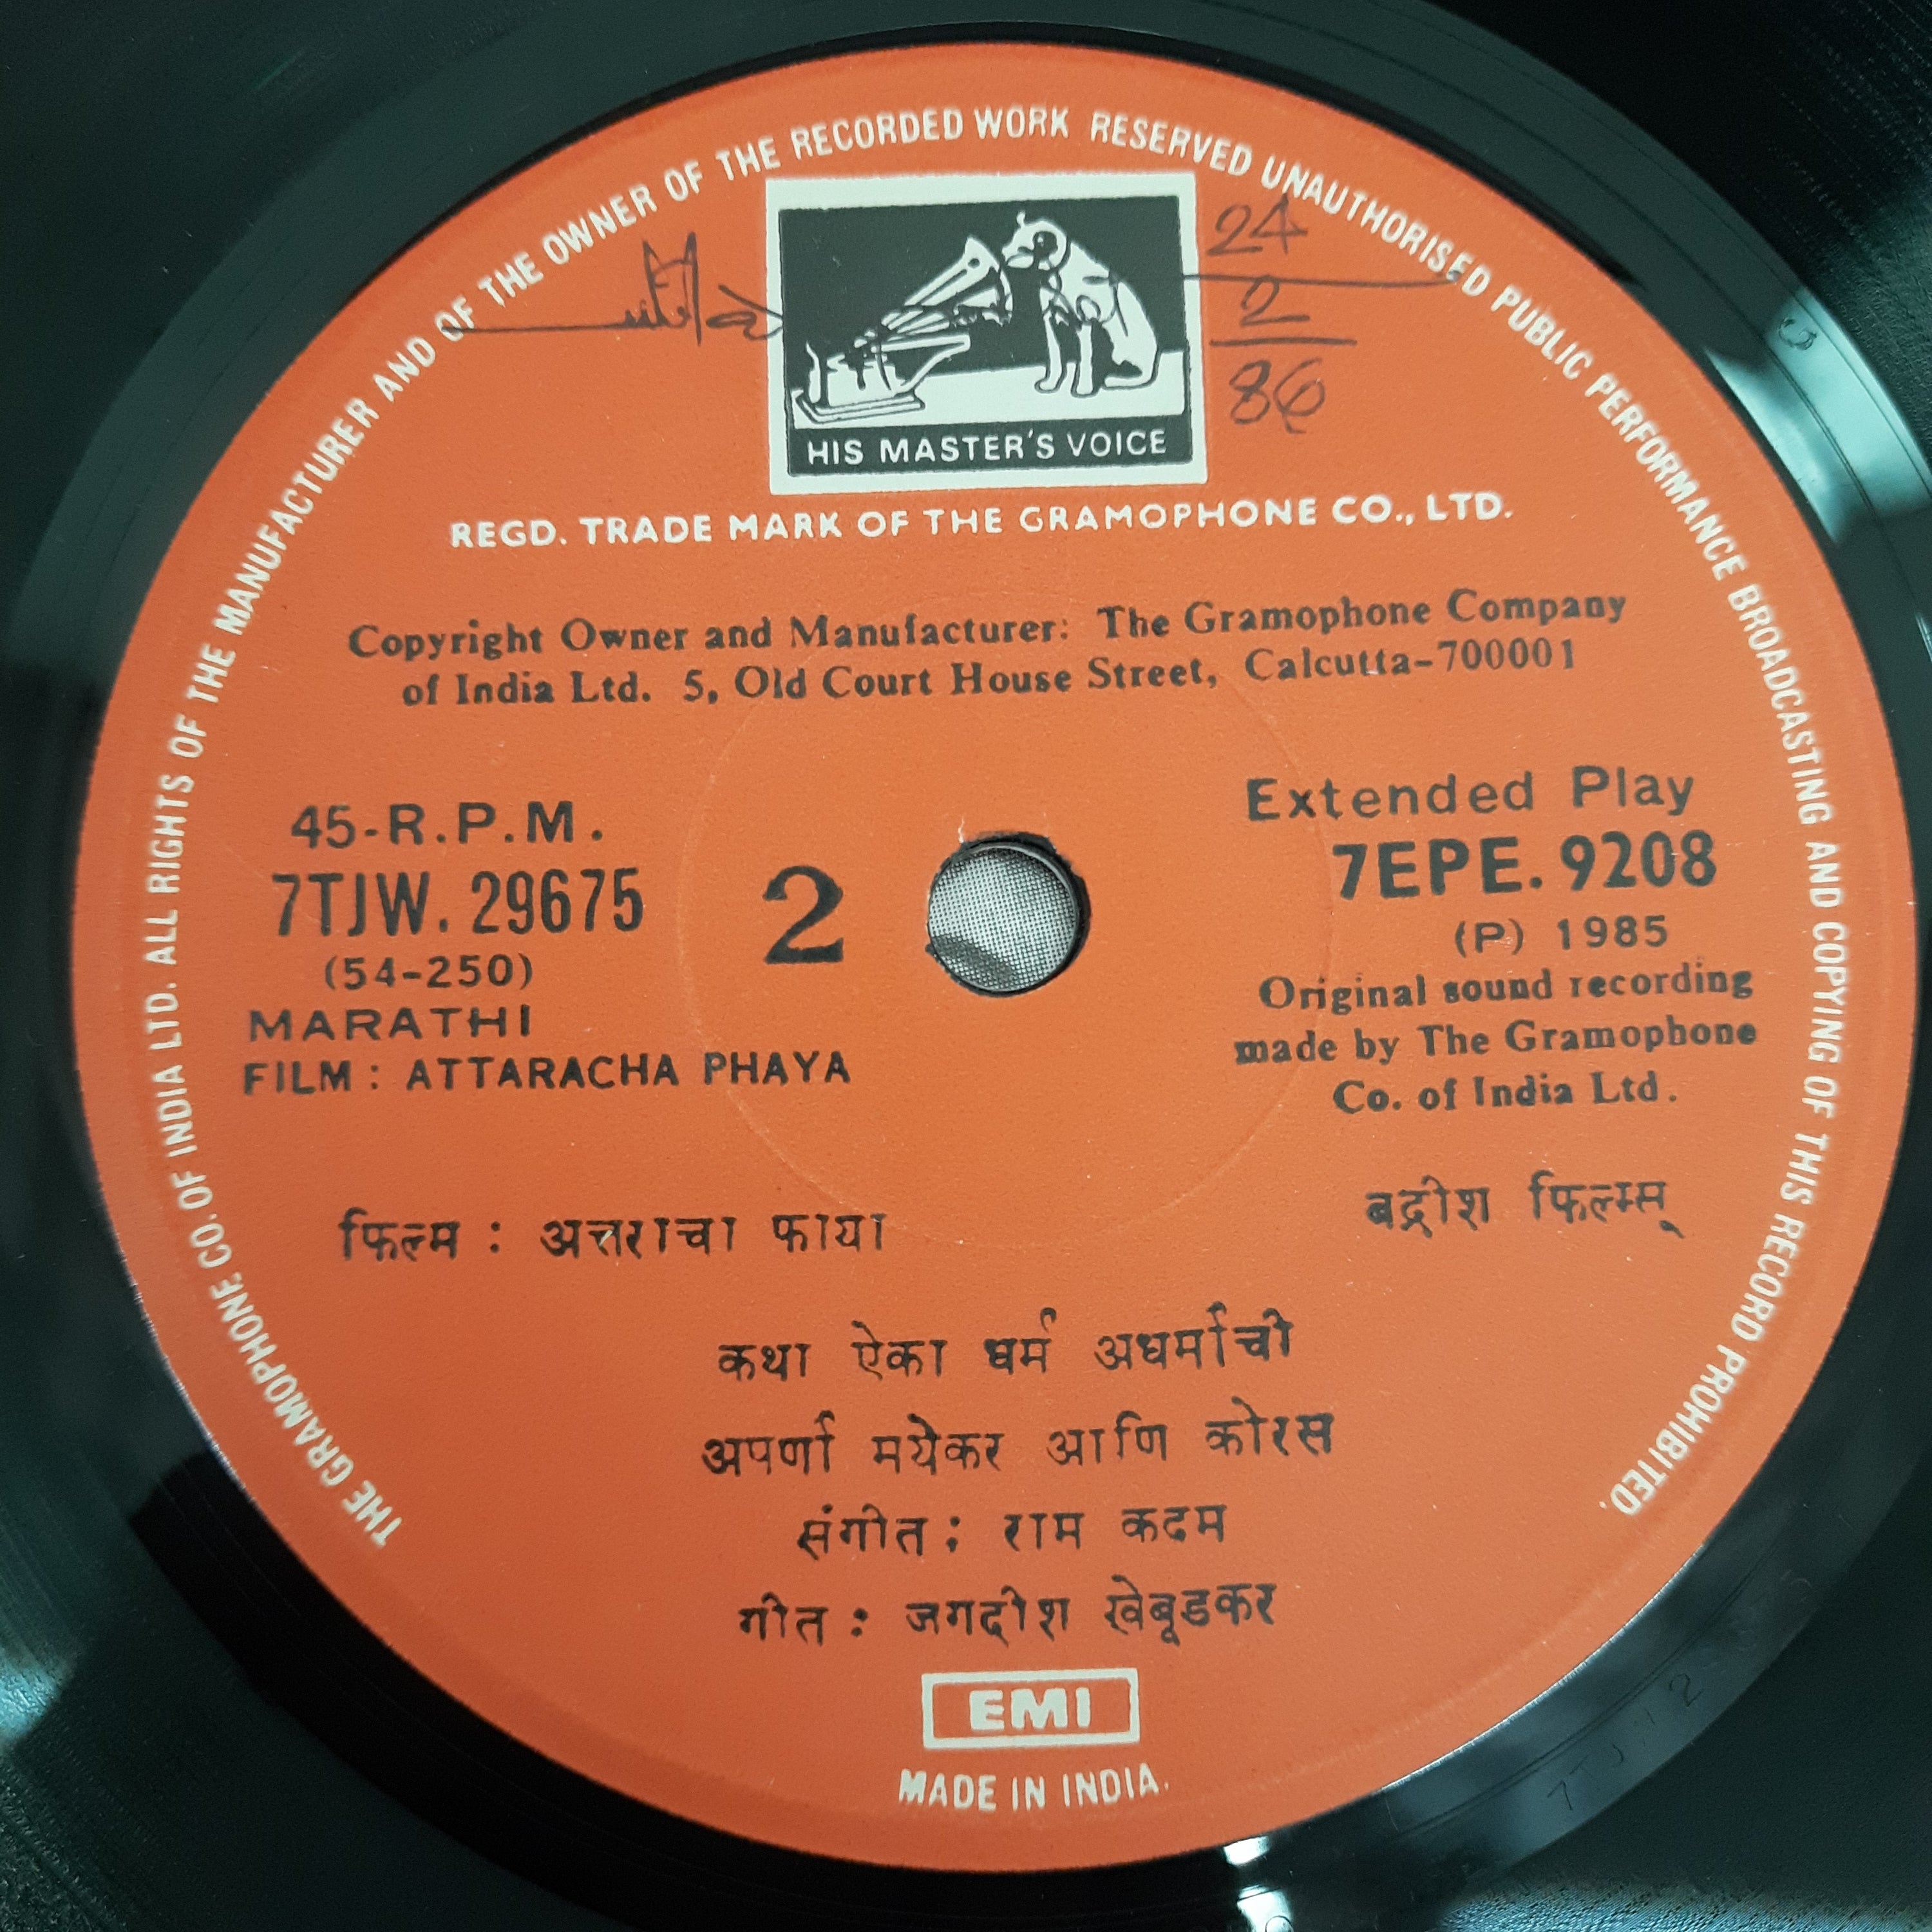 THE GRAMOPHONE CO. OF INDIA LTD. ALL RIGHTS OF THE MANUFACTURER AND OF THE OWNER OF THE RECORDED WORK RESERVED UNAUTHORISED PUBLIC PERFORMANCE BROADCASTING AND COPYING OF THIS RECORD PROHIBITED.
24
2
86
HIS MASTER'S VOICE
REGD. TRADE MARK OF THE GRAMOPHONE CO., LTD.
Copyright Owner and Manufacturer: The Gramophone Company
of India Ltd. 5, Old Court House Street, Calcutta-700001
45-R.P.M.
7TJW. 29675
(54-250)
MARATHI
FILM : ATTARACHA PHAYA
2
Extended Play
7EPE. 9208
(P) 1985
Original sound recording
made by The Gramophone
Co. of India Ltd.
फिल्म : अत्तराचा फाया
बद्रीश फिल्म्स्
कथा ऐका धर्म अधर्माची
अपर्णा मयेकर आणि कोरस
संगीत : राम कदम
गीत : जगदीश खेबूडकर
EMI
MADE IN INDIA.